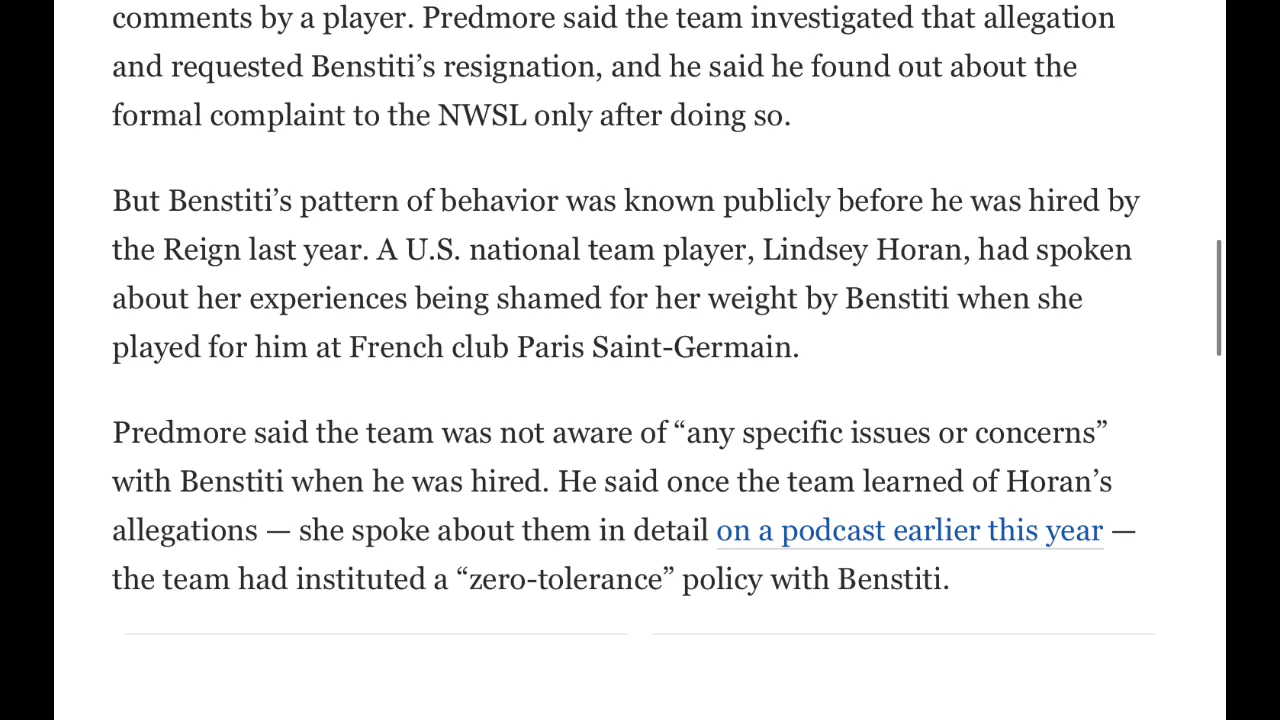 comments by a player. Predmore said the team investigated that allegation
and requested Benstiti’s resignation, and he said he found out about the
formal complaint to the NWSL only after doing so.
But Benstiti’s pattern of behavior was known publicly before he was hired by
the Reign last year. A U.S. national team player, Lindsey Horan, had spoken
about her experiences being shamed for her weight by Benstiti when she
played for him at French club Paris Saint-Germain.
Predmore said the team was not aware of “any specific issues or concerns”
with Benstiti when he was hired. He said once the team learned of Horan’s
allegations — she spoke about them in detail on a podcast earlier this year —
the team had instituted a “zero-tolerance” policy with Benstiti.